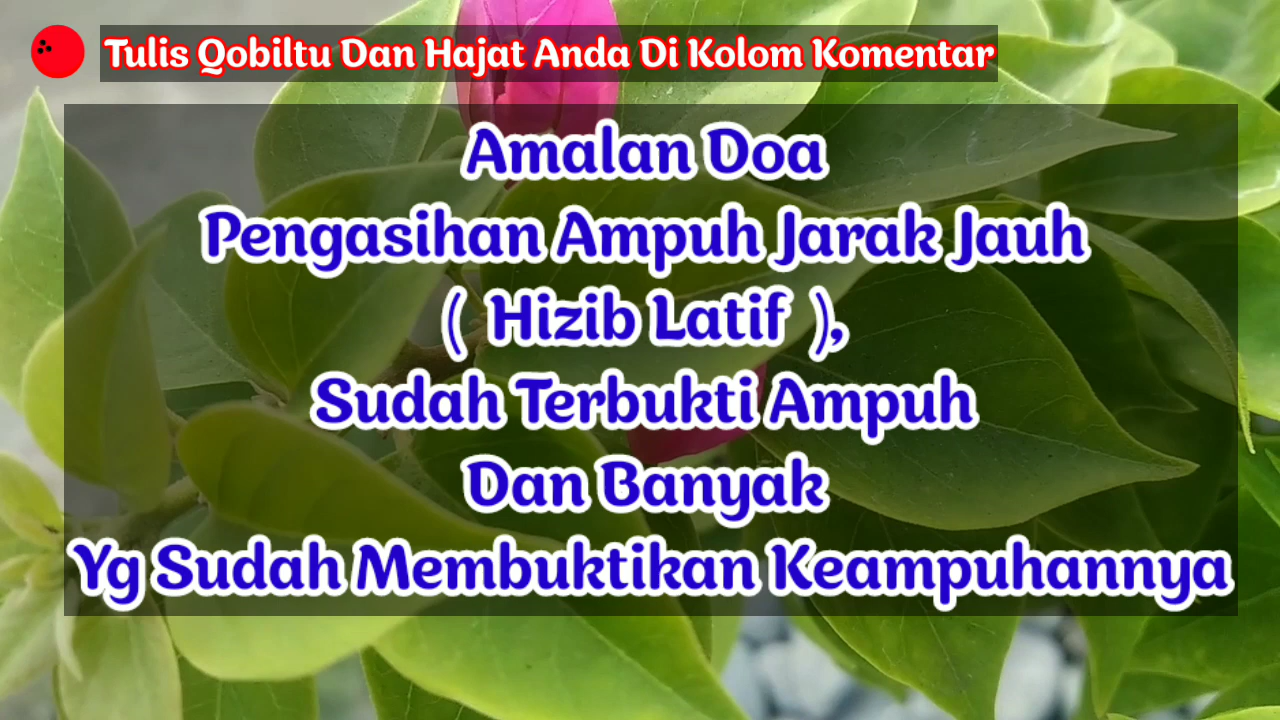 Tulis Qobiltu Dan Hajat Anda Di Kolom Komentar
Amalan Doa
Pengasihan Ampuh Jarak Jauh
( Hizib Latif ),
Sudah Terbukti Ampuh
Dan Banyak
Yg Sudah Membuktikan Keampuhannya